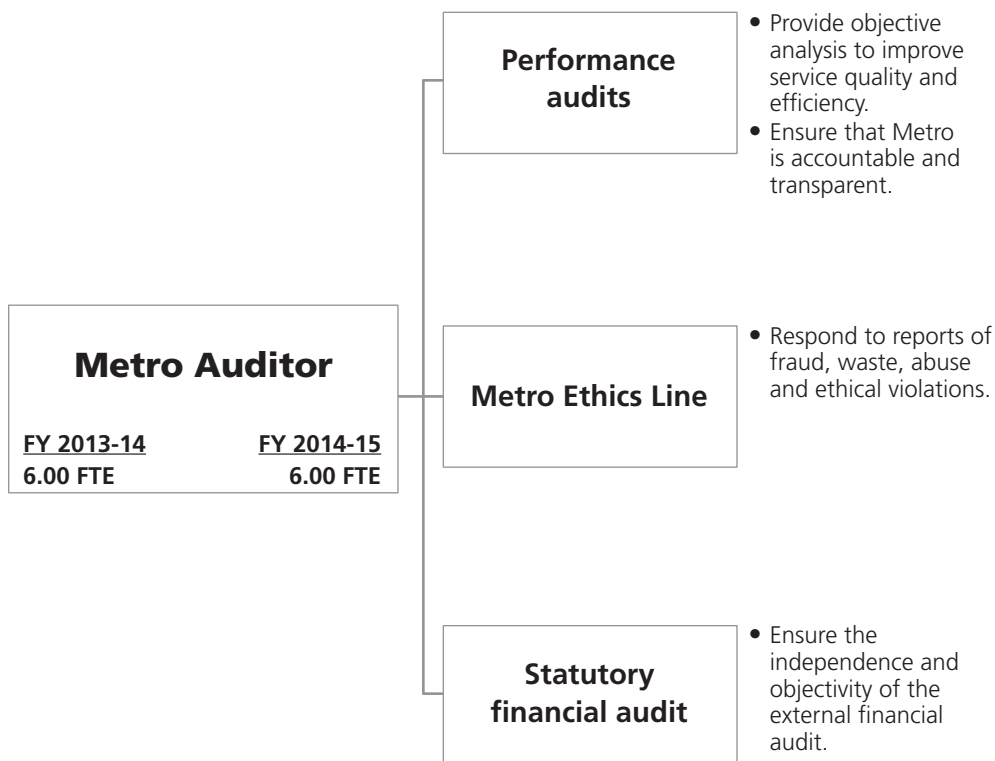 Performance
audits
• Provide objective
analysis to improve
service quality and
efficiency.
• Ensure that Metro
is accountable and
transparent.
Metro Auditor
FY 2013-14 FY 2014-15
6.00 FTE 6.00 FTE
Metro Ethics Line
• Respond to reports of
fraud, waste, abuse
and ethical violations.
Statutory
financial audit
• Ensure the
independence and
objectivity of the
external financial
audit.